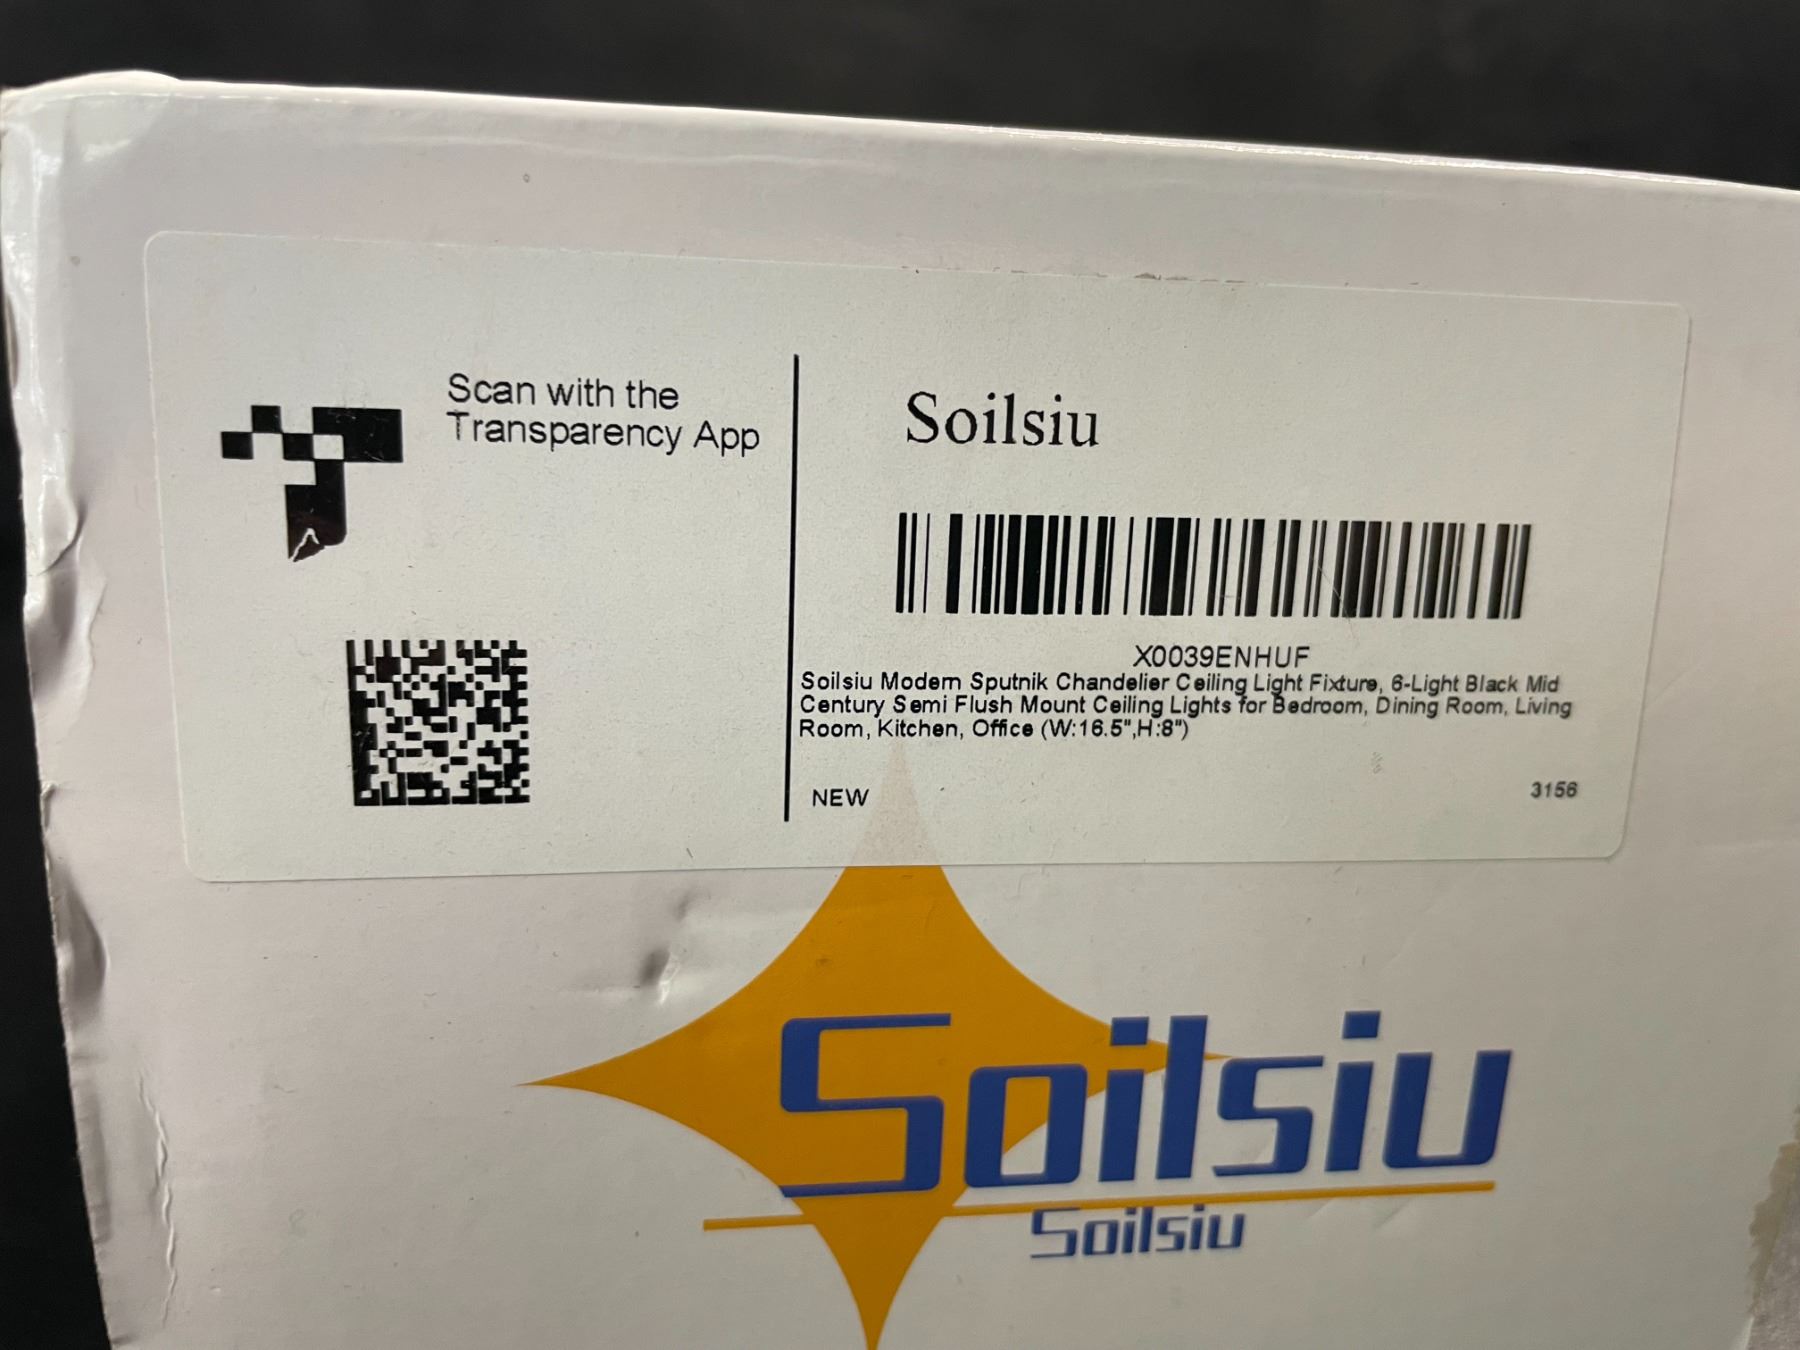 Scan with the
Transparency App
Soilsiu
X0039ENHUF
Soilsiu Modern Sputnik Chandelier Ceiling Light Fixture, 6-Light Black Mid
Century Semi Flush Mount Ceiling Lights for Bedroom, Dining Room, Living
Room, Kitchen, Office (W:16.5",H:8")
NEW
3156
Soilsiu
Soilsiu